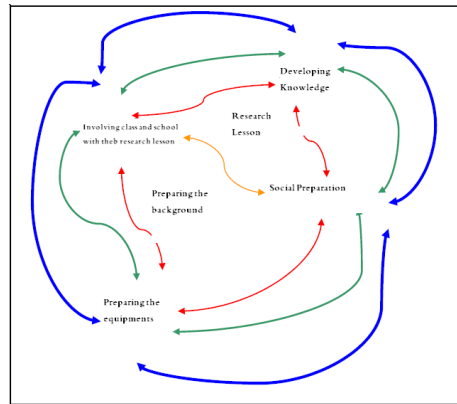 Developing
Knowledge
Research
Lesson
Involving class and school
with theb research lesson
Social Preparation
Preparing the
background
Preparing the
equipments